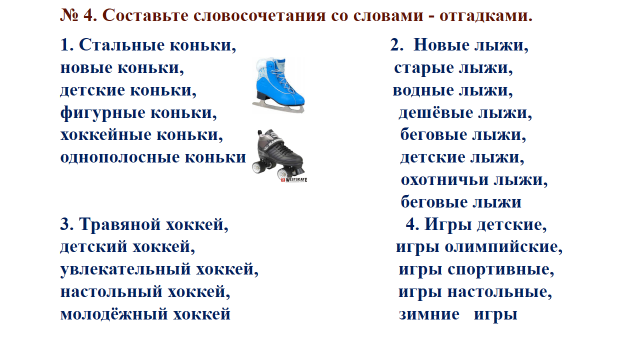 № 4. Составьте словосочетания со словами - отгадками.
1. Стальные коньки,
новые коньки,
детские коньки,
фигурные коньки,
хоккейные коньки,
однополосные коньки
2. Новые лыжи,
старые лыжи,
водные лыжи,
дешёвые лыжи,
беговые лыжи,
детские лыжи,
охотничьи лыжи,
беговые лыжи
3. Травяной хоккей,
детский хоккей,
увлекательный хоккей,
настольный хоккей,
молодёжный хоккей
4. Игры детские,
игры олимпийские,
игры спортивные,
игры настольные,
зимние игры